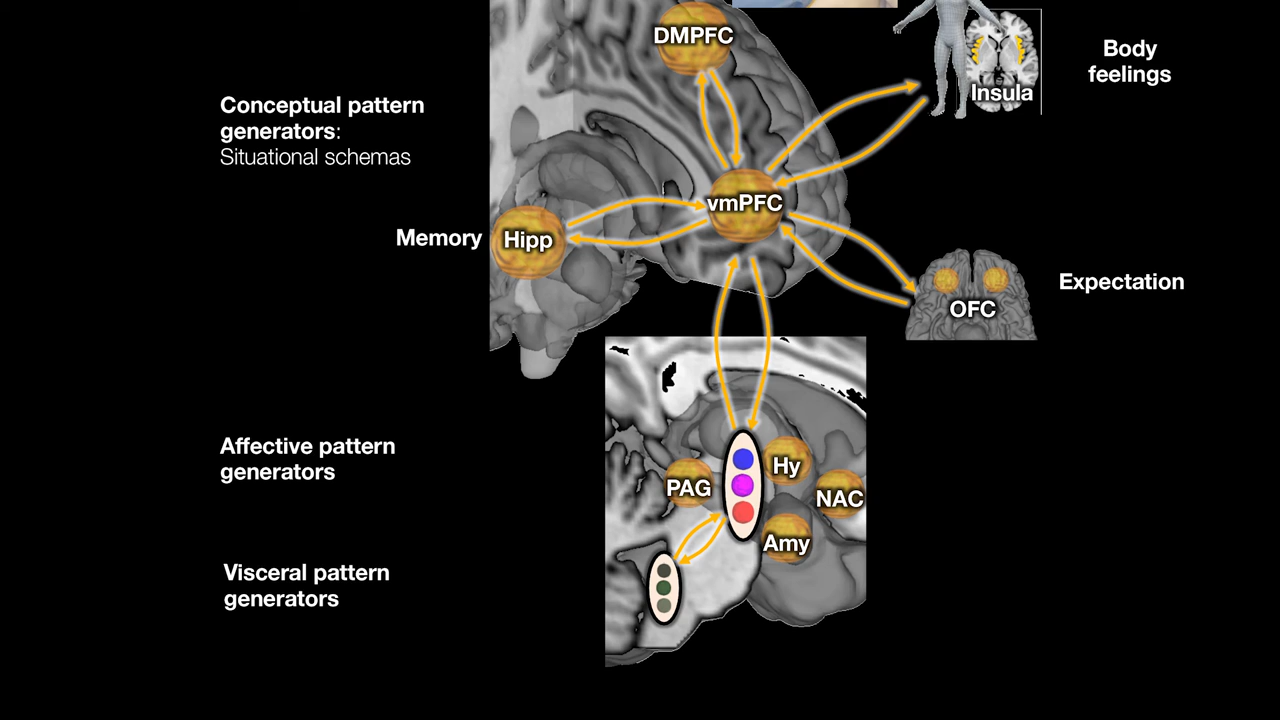 DMPFC
Body
feelings
Insula
Conceptual pattern
generators:
Situational schemas
vmPFC
Memory
Hipp
Expectation
OFC
Affective pattern
generators
Hy
PAG
NAC
Amy
Visceral pattern
generators